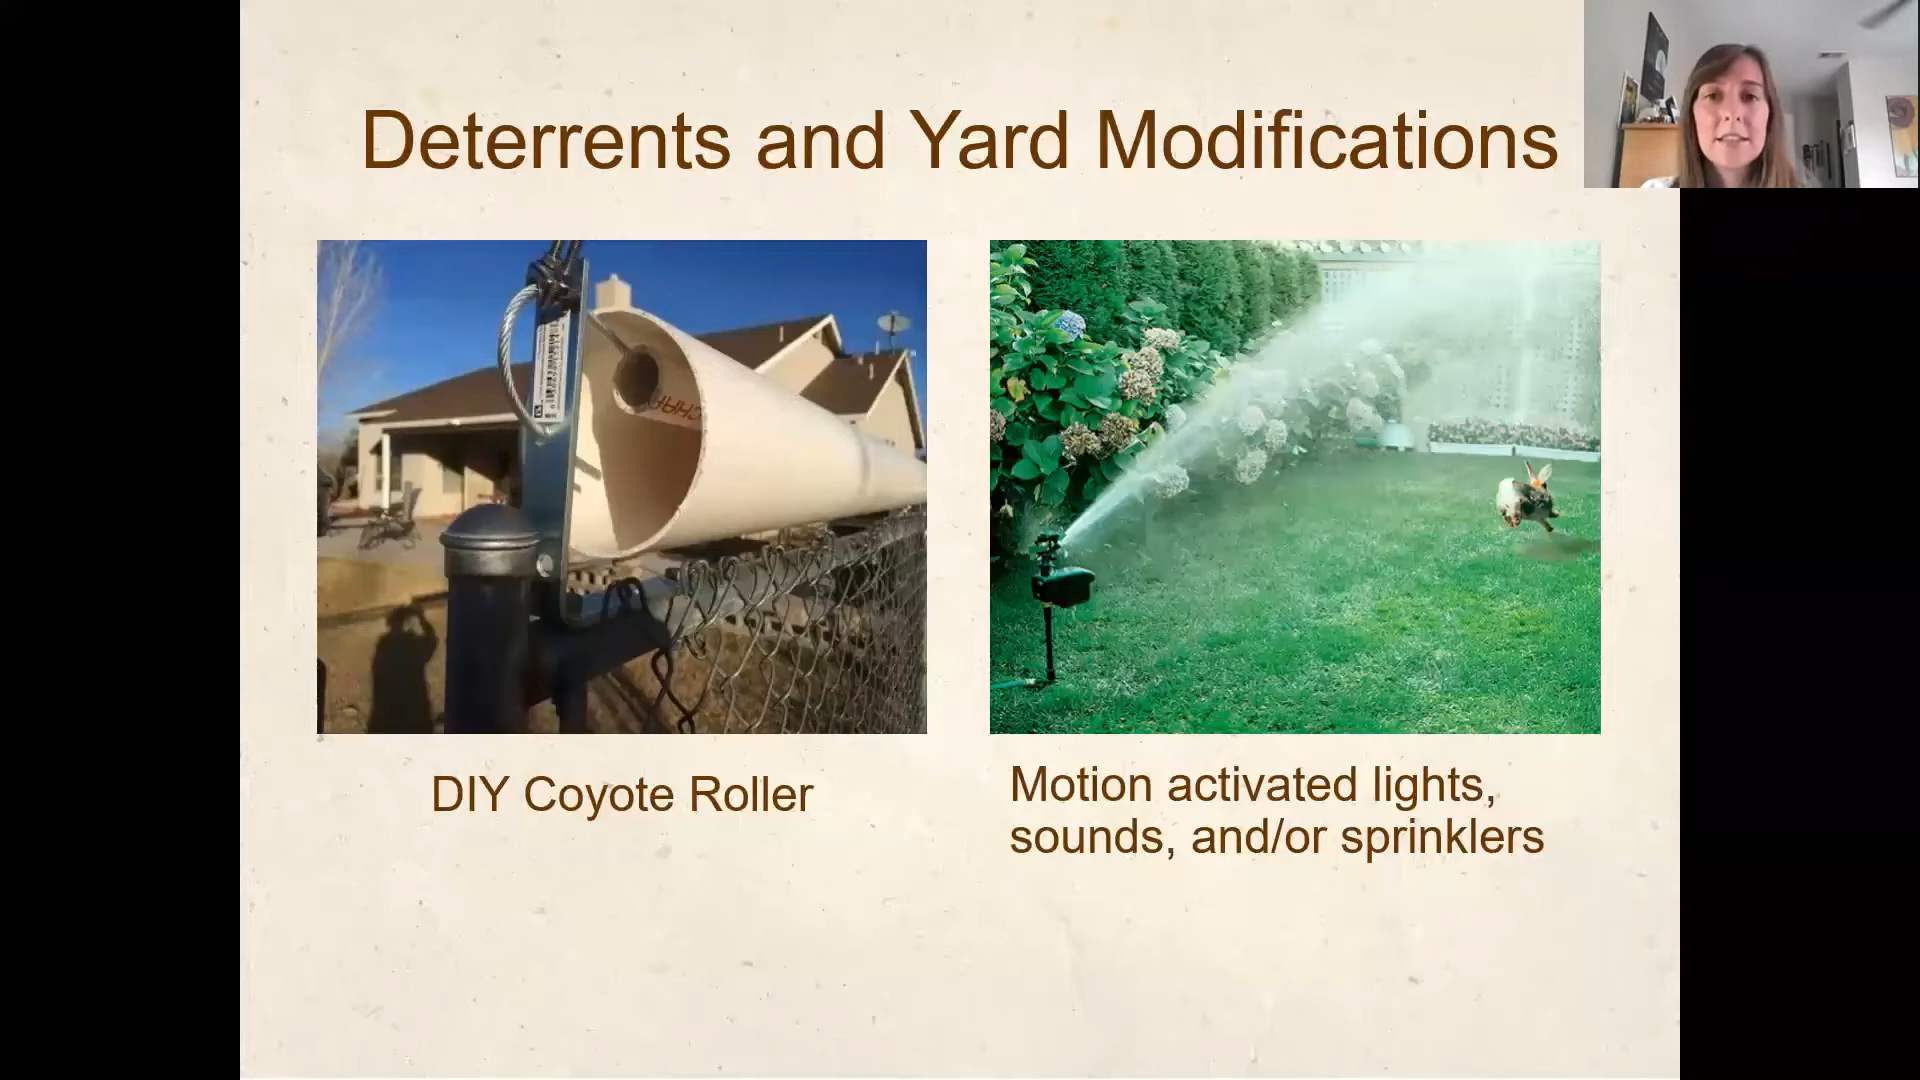 Deterrents and Yard Modifications
DIY Coyote Roller
Motion activated lights,
sounds, and/or sprinklers